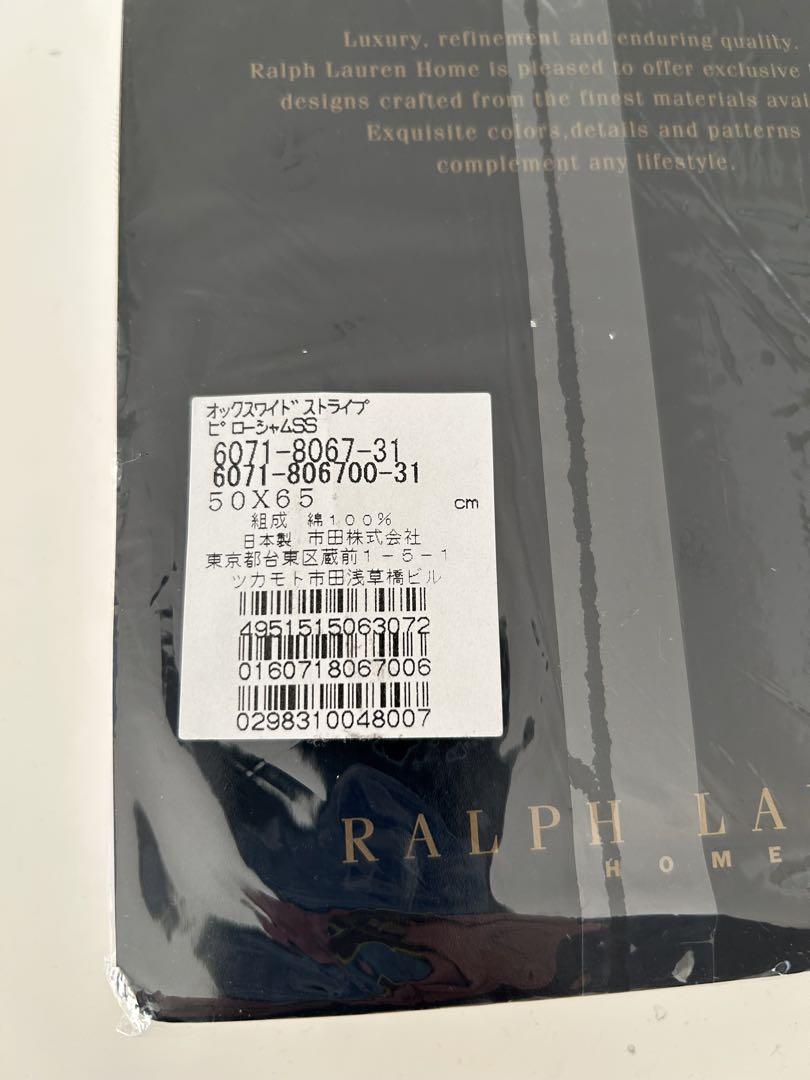 Luxury, refinement and enduring quality.
Ralph Lauren Home is pleased to offer exclusive
designs crafted from the finest materials avai
Exquisite colors,details and patterns
complement any lifestyle.
オックスワイドストライプ
ピローシャムSS
6071-8067-31
6071-806700-31
50X65 cm
組成 綿100%
日本製 市田株式会社
東京都台東区蔵前1-5-1
ツカモト市田浅草橋ビル
4951515063072
0160718067006
0298310048007
RALPH LA
HOME